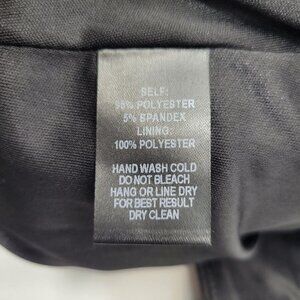 SELF:
95% POLYESTER
5% SPANDEX
LINING:
100% POLYESTER
HAND WASH COLD
DO NOT BLEACH
HANG OR LINE DRY
FOR BEST RESULT
DRY CLEAN